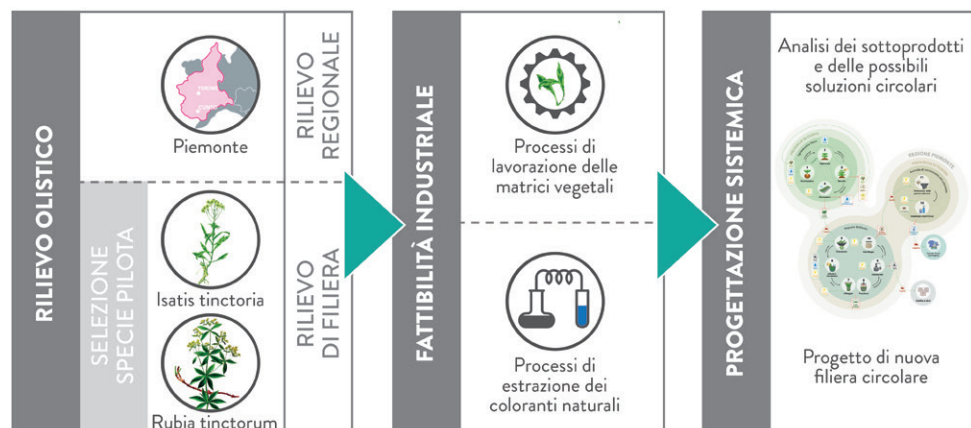 RILIEVO OLISTICO
TORINO
CUNEO
Piemonte
RILIEVO
REGIONALE
SELEZIONE
SPECIE PILOTA
Isatis tinctoria
Rubia tinctorum
RILIEVO
DI FILIERA
FATTIBILITÀ INDUSTRIALE
Processi di
lavorazione delle
matrici vegetali
Processi di
estrazione dei
coloranti naturali
PROGETTAZIONE SISTEMICA
Analisi dei sottoprodotti
e delle possibili
soluzioni circolari
Progetto di nuova
filiera circolare